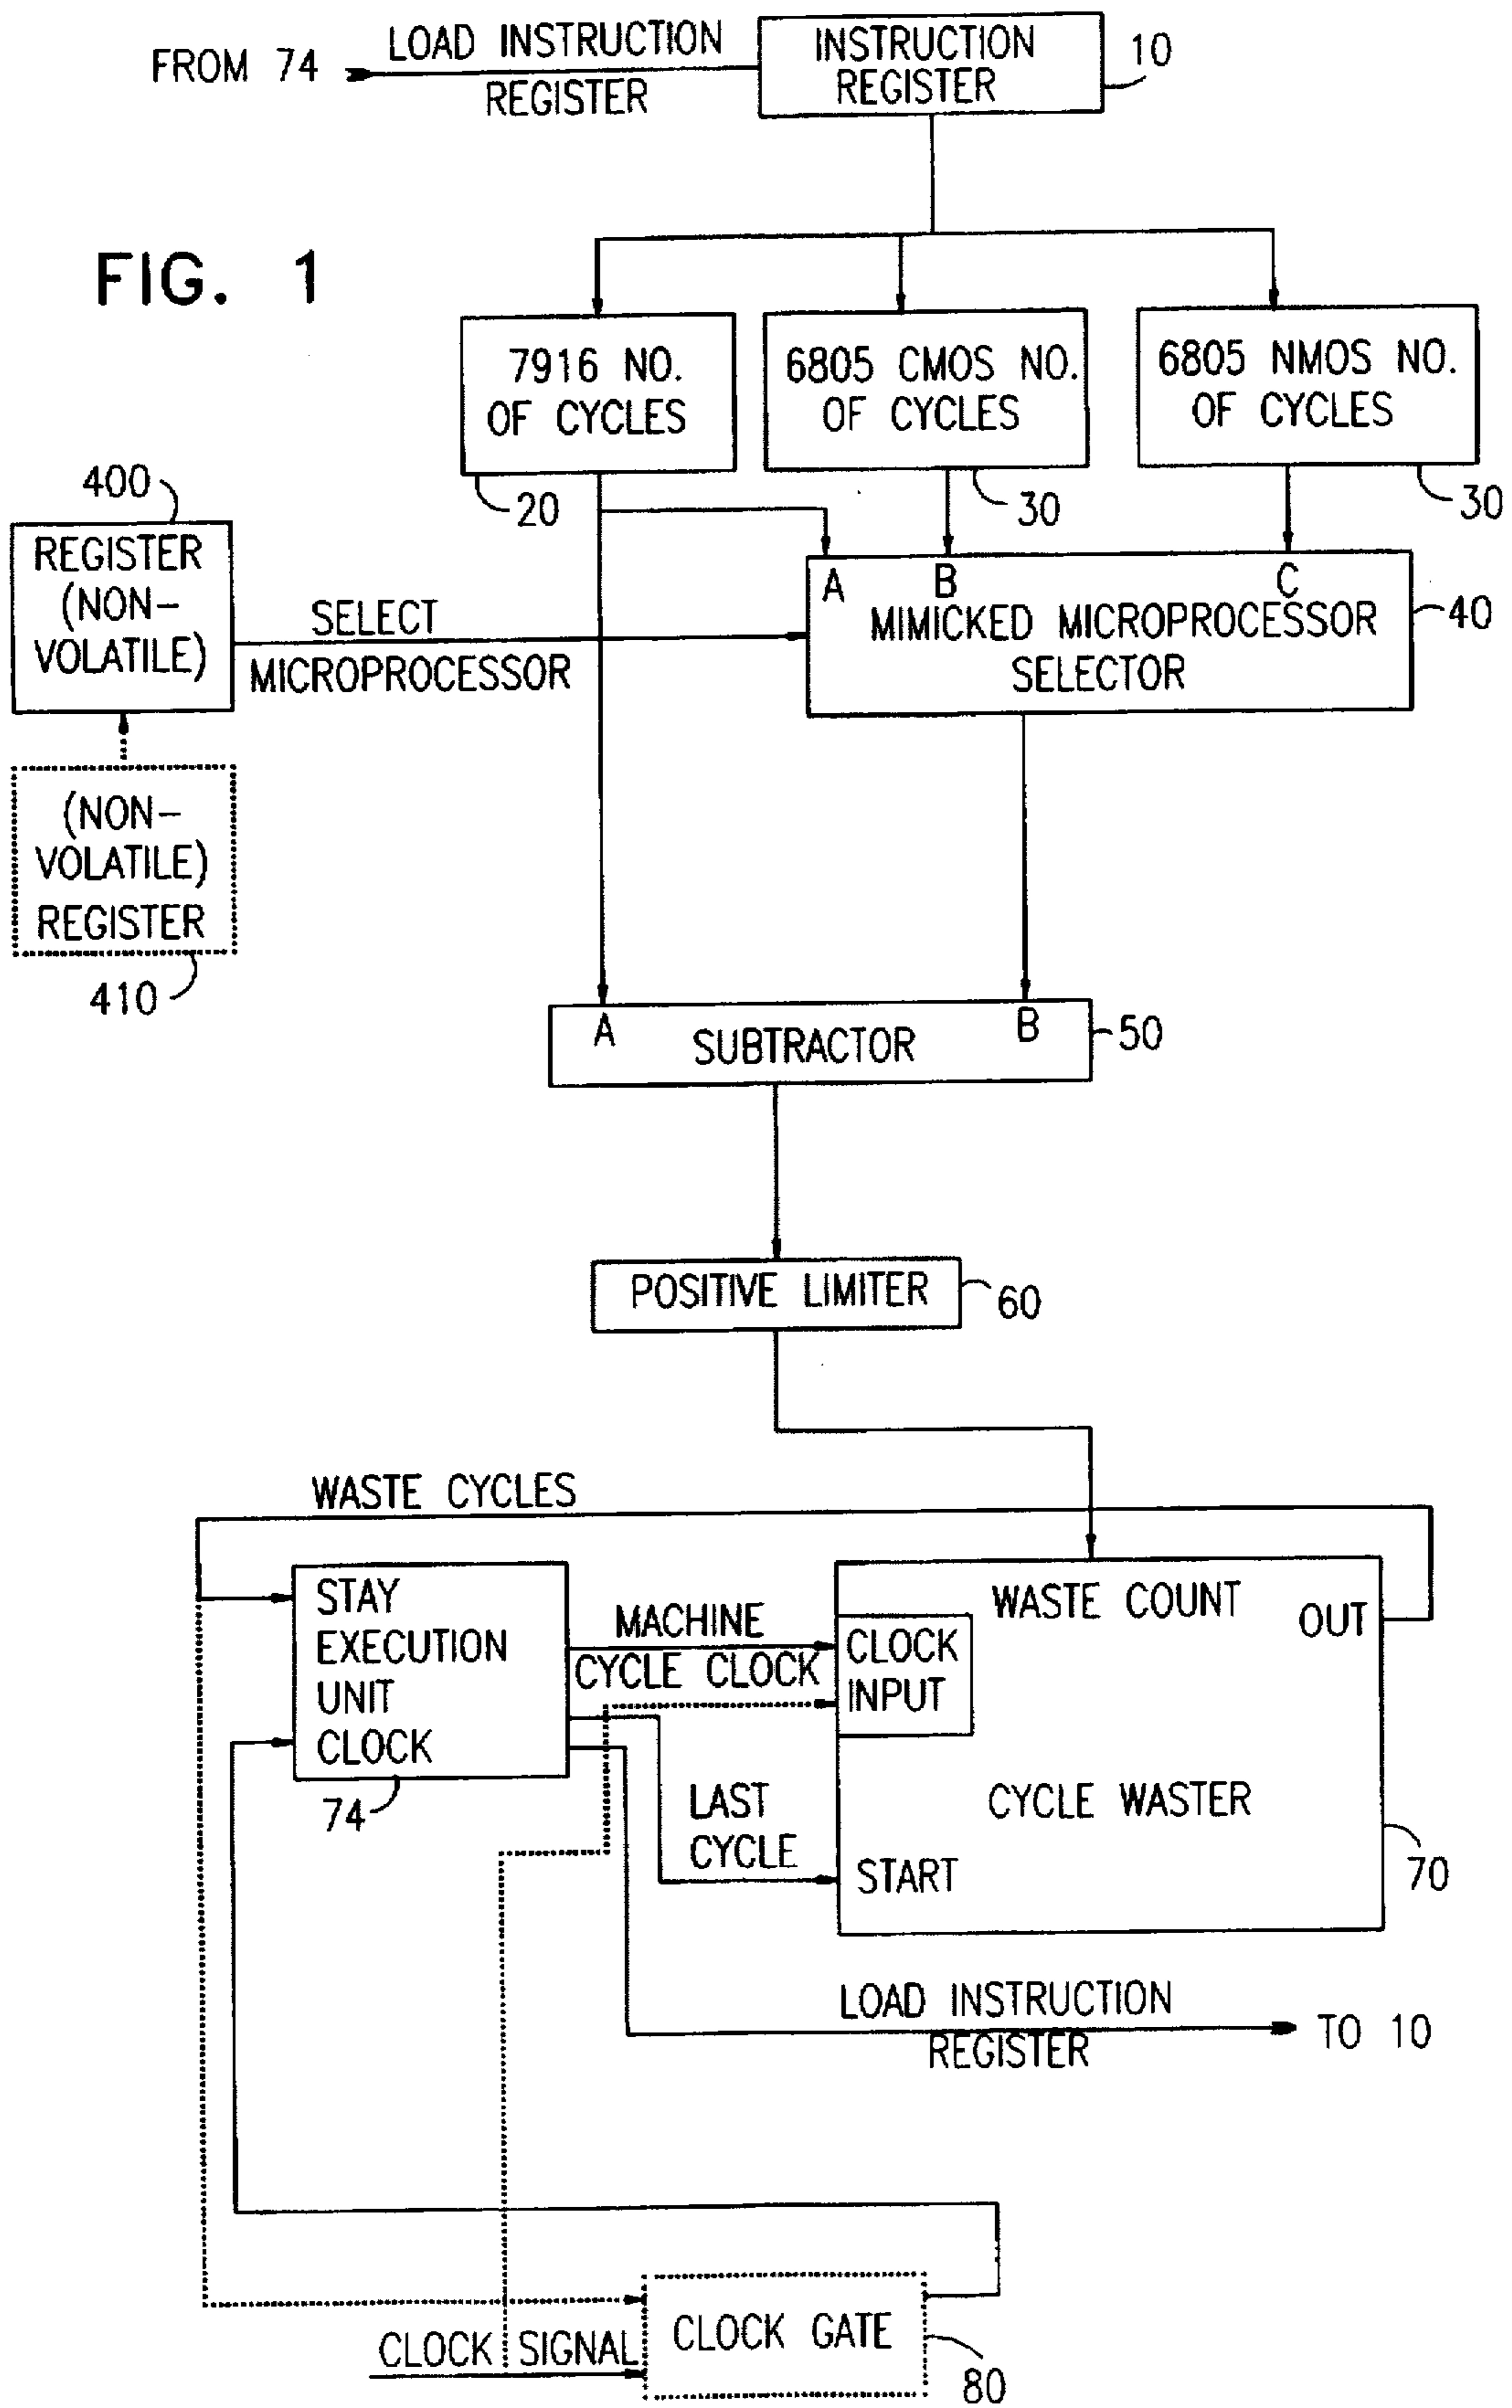 FROM 74
LOAD INSTRUCTION
REGISTER
INSTRUCTION
REGISTER
10
FIG. 1
7916 NO.
OF CYCLES
20
6805 CMOS NO.
OF CYCLES
30
6805 NMOS NO.
OF CYCLES
30
400
REGISTER
(NON-
VOLATILE)
SELECT
MICROPROCESSOR
A
B
C
MIMICKED MICROPROCESSOR
SELECTOR
40
(NON-
VOLATILE)
REGISTER
410
A
SUBTRACTOR
B
50
POSITIVE LIMITER
60
WASTE CYCLES
STAY
EXECUTION
UNIT
CLOCK
74
MACHINE
CYCLE CLOCK
LAST
CYCLE
WASTE COUNT
OUT
CLOCK
INPUT
CYCLE WASTER
START
70
LOAD INSTRUCTION
REGISTER
TO 10
CLOCK SIGNAL
CLOCK GATE
80